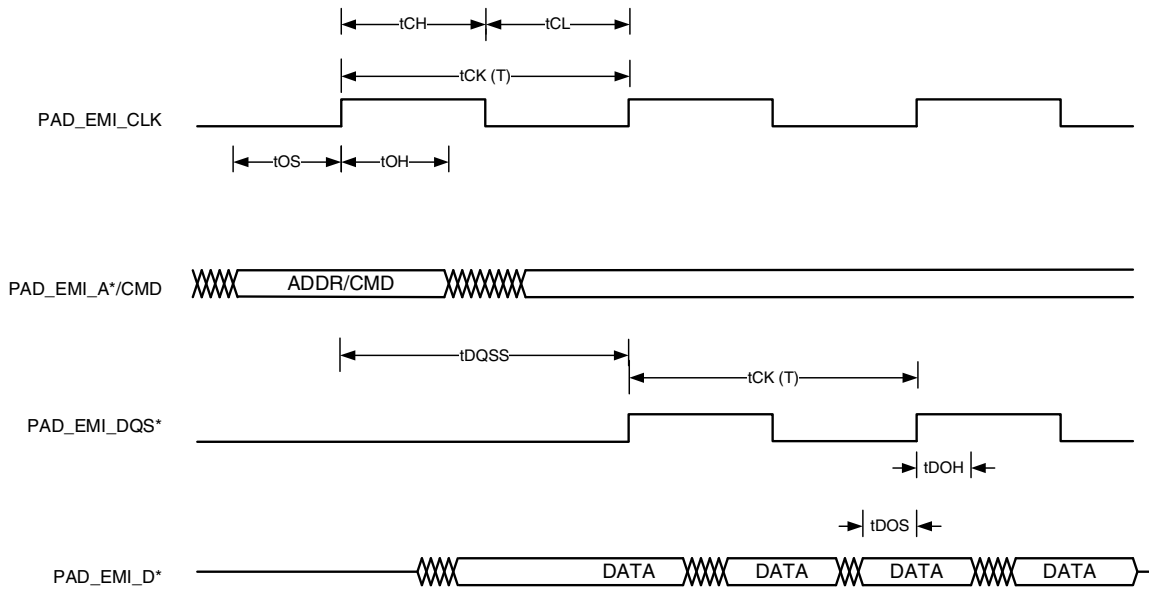 tCH
tCL
tCK (T)
PAD_EMI_CLK
tOS
tOH
PAD_EMI_A*/CMD
ADDR/CMD
tDQSS
tCK (T)
PAD_EMI_DQS*
tDOH
tDOS
PAD_EMI_D*
DATA
DATA
DATA
DATA